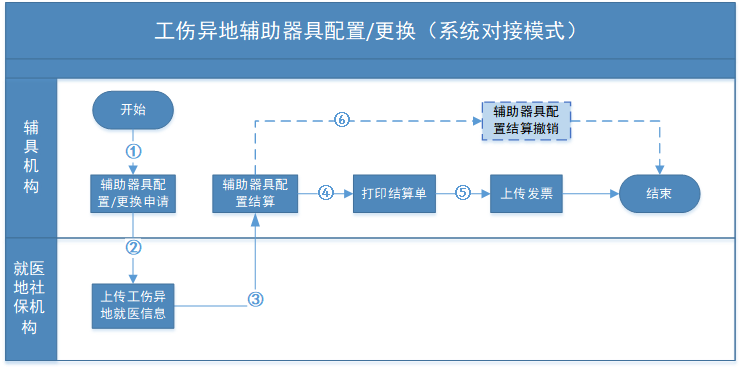 工伤异地辅助器具配置/更换（系统对接模式）
辅
具
机
构
开始
①
辅助器具配
置/更换申请
②
辅助器具配
置结算
④
打印结算单
⑤
上传发票
结束
⑥
辅助器具配
置结算撤销
就医
地社
保机
构
上传工伤异
地就医信息
③